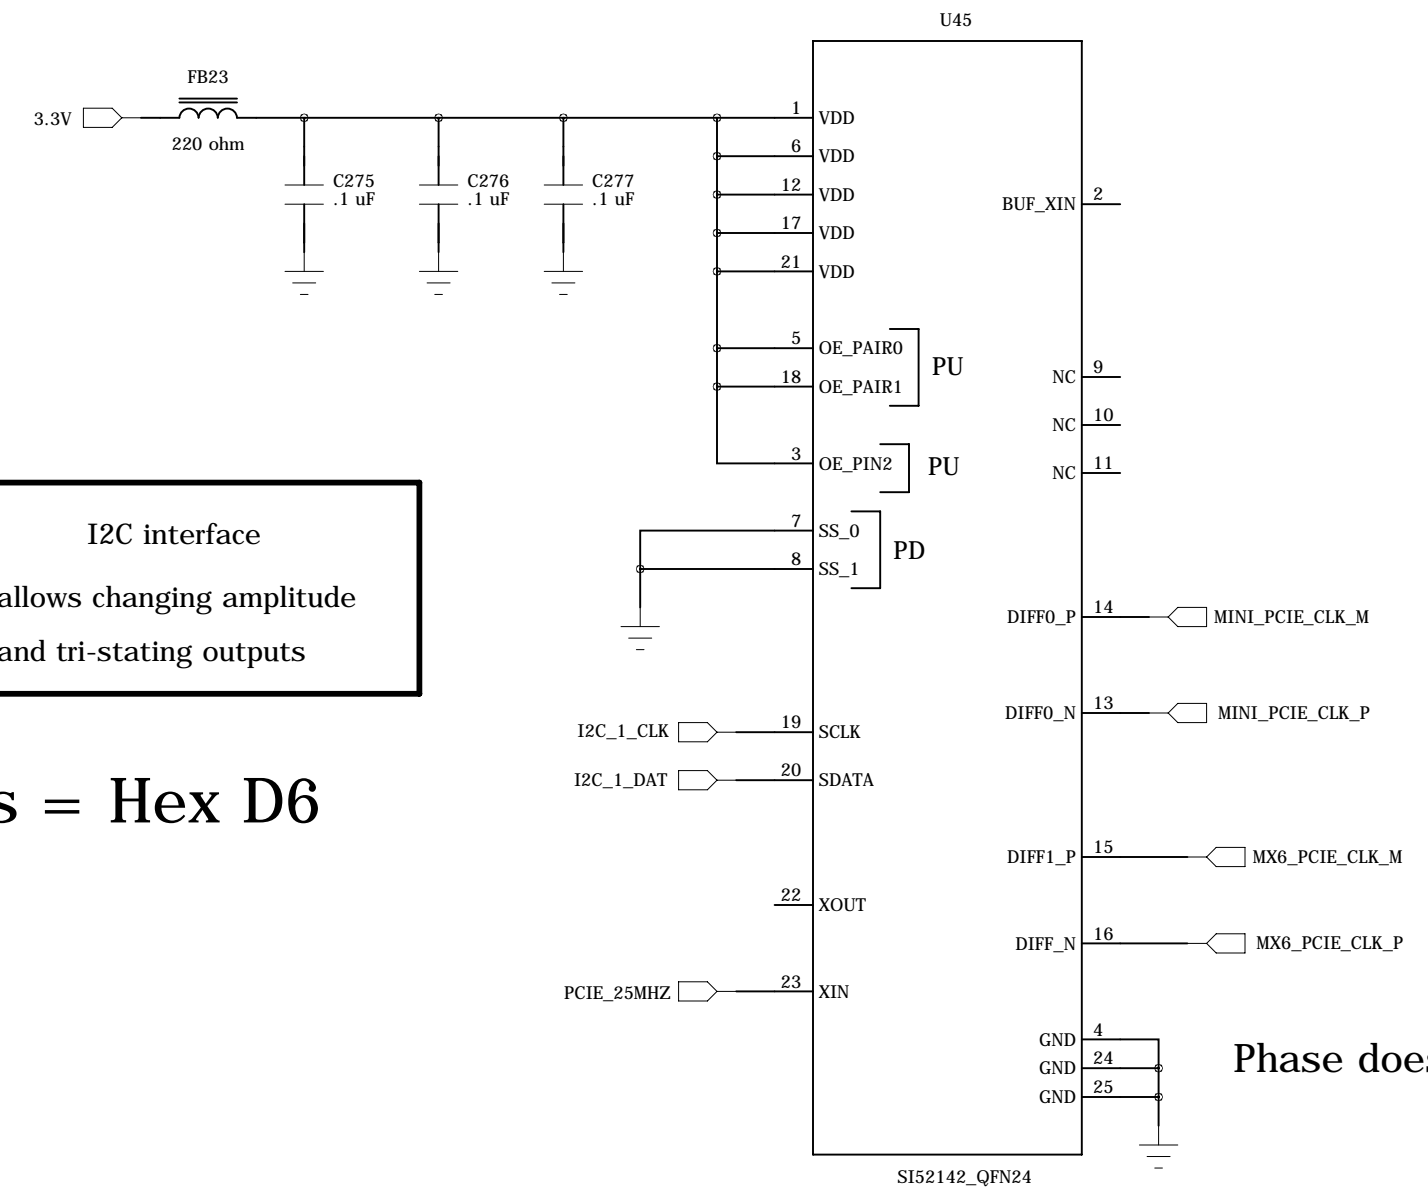 U45
FB23
3.3V
220 ohm
C275
.1 uF
C276
.1 uF
C277
.1 uF
1 VDD
6 VDD
12 VDD
17 VDD
21 VDD
BUF_XIN 2
5 OE_PAIR0
18 OE_PAIR1
PU
NC 9
NC 10
NC 11
3 OE_PIN2
PU
7 SS_0
8 SS_1
PD
I2C interface
allows changing amplitude
and tri-stating outputs
DIFF0_P 14 MINI_PCIE_CLK_M
DIFF0_N 13 MINI_PCIE_CLK_P
I2C_1_CLK 19 SCLK
I2C_1_DAT 20 SDATA
s = Hex D6
DIFF1_P 15 MX6_PCIE_CLK_M
22 XOUT
DIFF_N 16 MX6_PCIE_CLK_P
PCIE_25MHZ 23 XIN
GND 4
GND 24
GND 25
Phase does
SI52142_QFN24